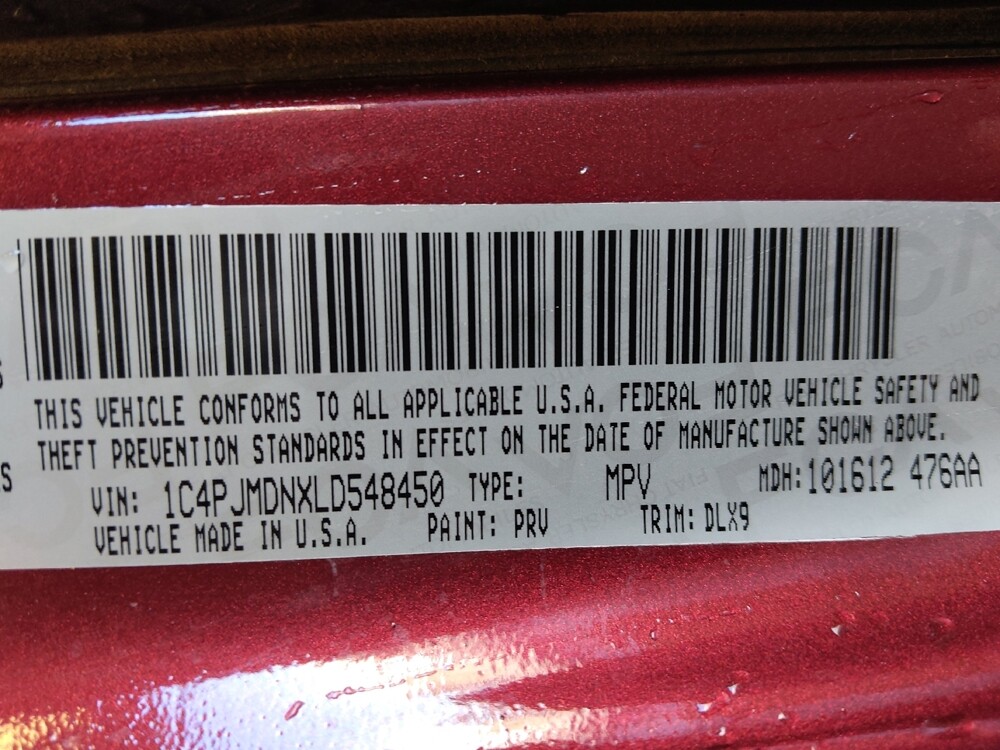 THIS VEHICLE CONFORMS TO ALL APPLICABLE U.S.A. FEDERAL MOTOR VEHICLE SAFETY AND
THEFT PREVENTION STANDARDS IN EFFECT ON THE DATE OF MANUFACTURE SHOWN ABOVE.
VIN: 1C4PJMDNXLD548450 TYPE: MPV MDH:101612 476AA
VEHICLE MADE IN U.S.A. PAINT: PRV TRIM: DLX9